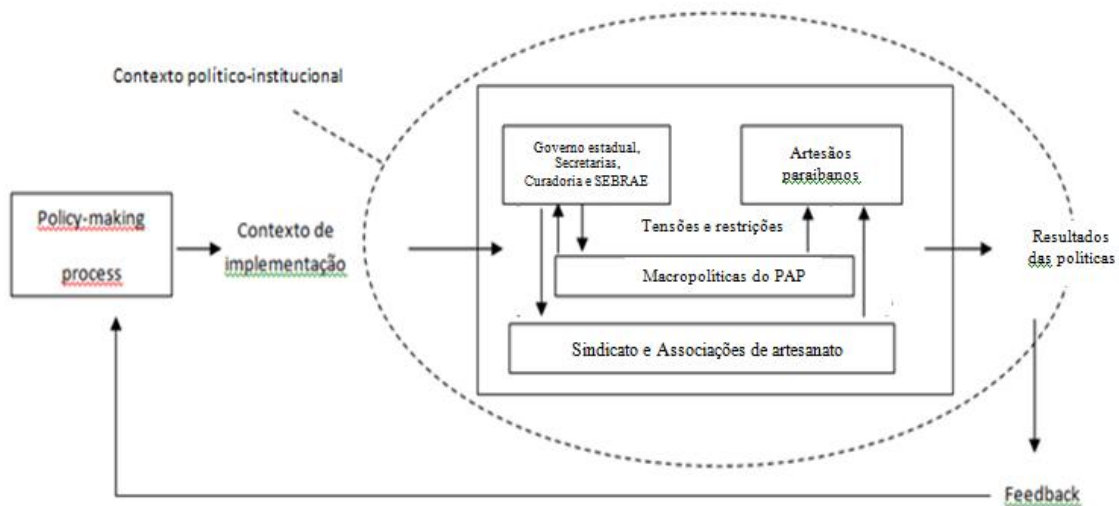 Contexto político-institucional
Policy-making
process
Contexto de
implementação
Governo estadual,
Secretarias,
Curadoria e SEBRAE
Artesãos
paraibanos
Tensões e restrições
Macropolíticas do PAP
Sindicato e Associações de artesanato
Resultados
das políticas
Feedback